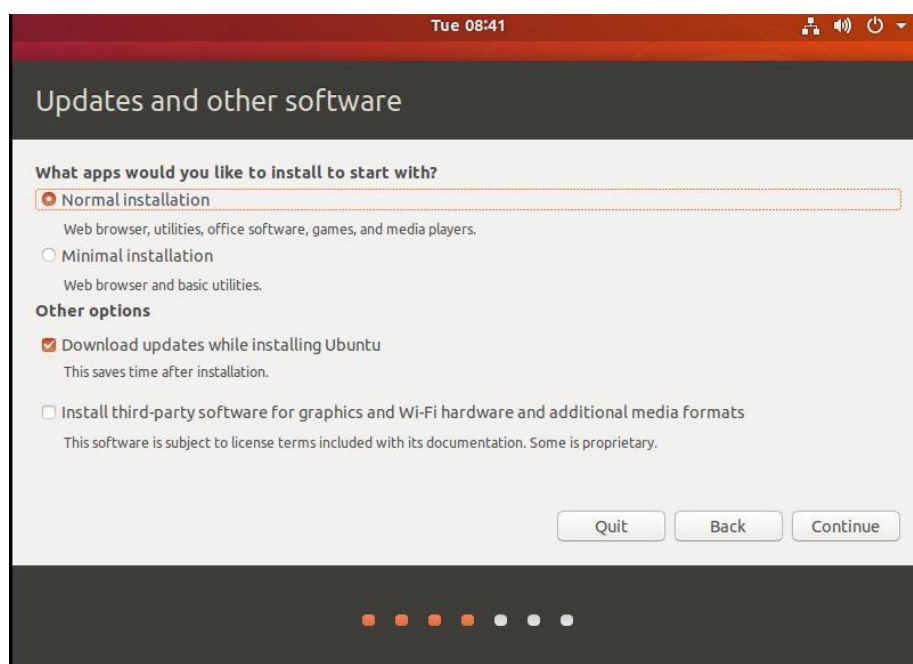 Tue 08:41
Updates and other software
What apps would you like to install to start with?
Normal installation
Web browser, utilities, office software, games, and media players.
Minimal installation
Web browser and basic utilities.
Other options
Download updates while installing Ubuntu
This saves time after installation.
Install third-party software for graphics and Wi-Fi hardware and additional media formats
This software is subject to license terms included with its documentation. Some is proprietary.
Quit Back Continue